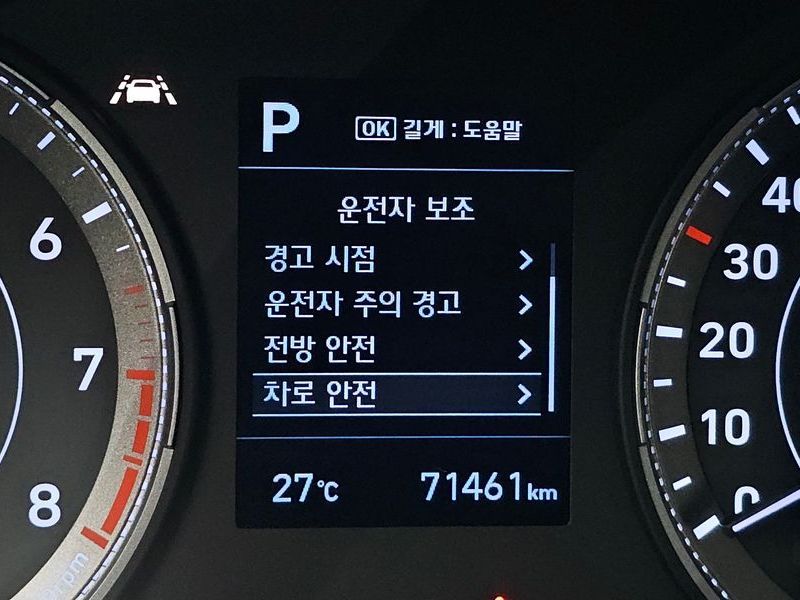 P
OK 길게 : 도움말
운전자 보조
경고 시점 >
운전자 주의 경고 >
전방 안전 >
차로 안전 >
27℃ 71461km
6
7
8
40
30
20
10
0